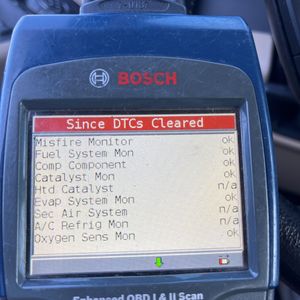 BOSCH
Since DTCs Cleared
Misfire Monitor ok
Fuel System Mon ok
Comp Component ok
Catalyst Mon ok
Htd Catalyst n/a
Evap System Mon ok
Sec Air System n/a
A/C Refrig Mon n/a
Oxygen Sens Mon ok
Enhanced OBD I & II Scan